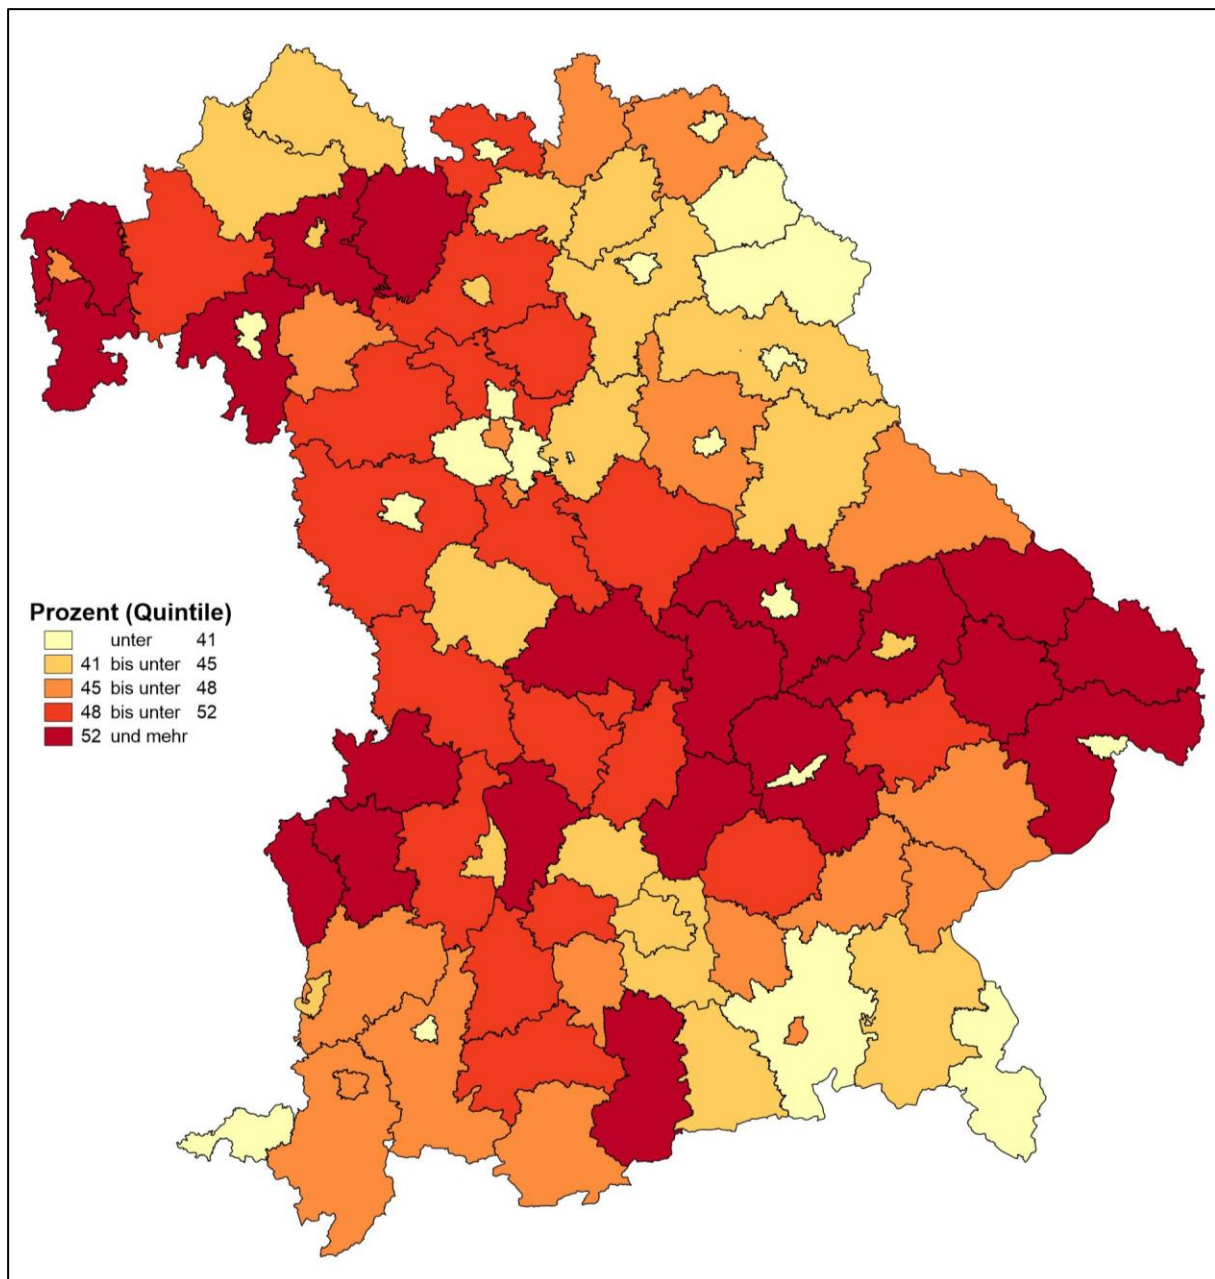 Prozent (Quintile)
unter 41
41 bis unter 45
45 bis unter 48
48 bis unter 52
52 und mehr